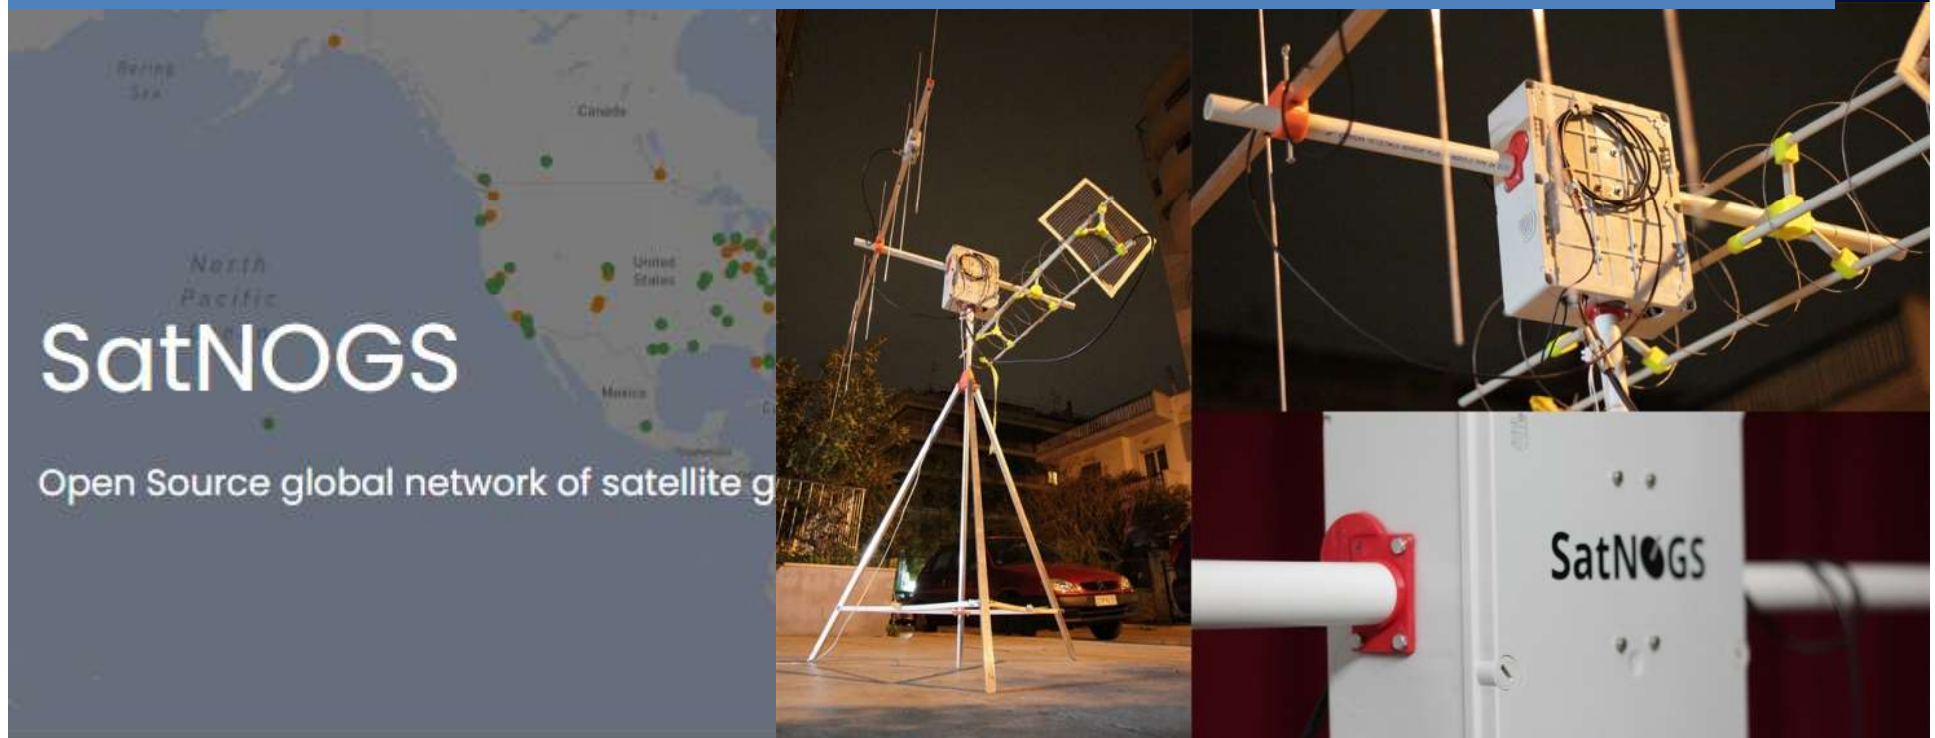 Bering
Sea
Canada
North
Pacific
United
States
SatNOGS
Mexico
Open Source global network of satellite g
SatNOGS